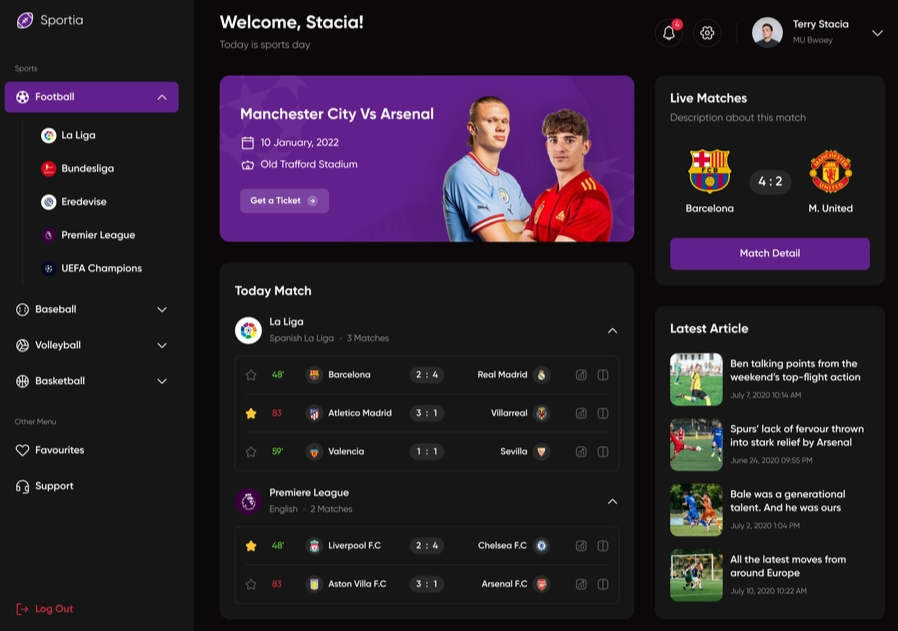 Sportia
Sports
Football
La Liga
Bundesliga
Eredevise
Premier League
UEFA Champions
Baseball
Volleyball
Basketball
Other Menu
Favourites
Support
Log Out
Welcome, Stacia!
Today is sports day
4
Terry Stacia
MU Bwoey
Manchester City Vs Arsenal
10 January, 2022
Old Trafford Stadium
Get a Ticket
Today Match
La Liga
Spanish La Liga • 3 Matches
48' Barcelona 2 : 4 Real Madrid
83 Atletico Madrid 3 : 1 Villarreal
59' Valencia 1 : 1 Sevilla
Premiere League
English • 2 Matches
48' Liverpool F.C 2 : 4 Chelsea F.C
83 Aston Villa F.C 3 : 1 Arsenal F.C
Live Matches
Description about this match
FCB
MANCHESTER
UNITED
4 : 2
Barcelona M. United
Match Detail
Latest Article
Ben talking points from the
weekend's top-flight action
July 7, 2020 10:14 AM
Spurs' lack of fervour thrown
into stark relief by Arsenal
June 24, 2020 09:55 PM
Bale was a generational
talent. And he was ours
July 2, 2020 1:04 PM
All the latest moves from
around Europe
July 10, 2020 10:22 AM